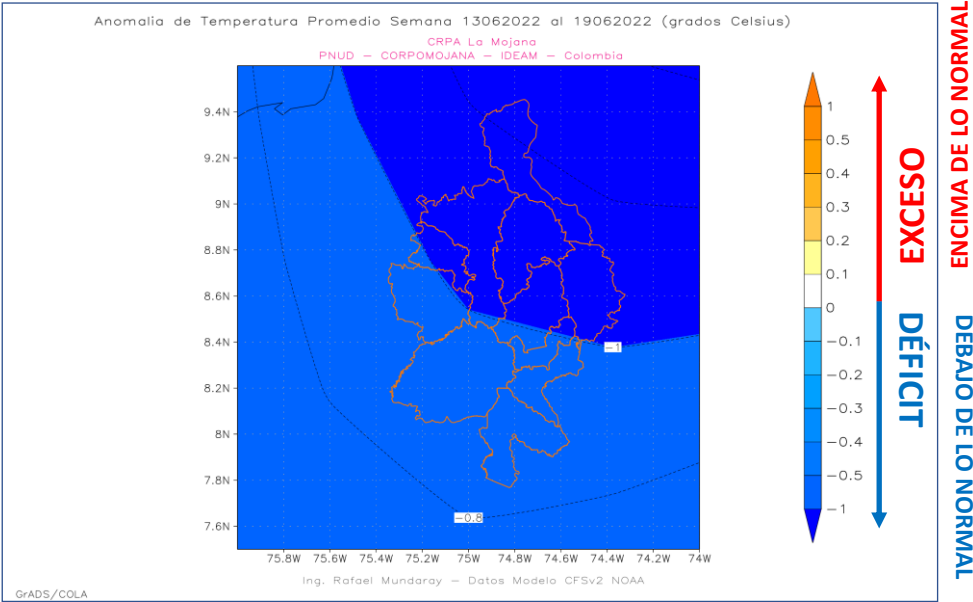 Anomalia de Temperatura Promedio Semana 13062022 al 19062022 (grados Celsius)
CRPA La Mojana
PNUD – CORPOMOJANA – IDEAM – Colombia
9.4N
9.2N
9N
8.8N
8.6N
8.4N
8.2N
8N
7.8N
7.6N
75.8W 75.6W 75.4W 75.2W 75W 74.8W 74.6W 74.4W 74.2W 74W
−1
−0.8
1
0.5
0.4
0.3
0.2
0.1
0
−0.1
−0.2
−0.3
−0.4
−0.5
−1
EXCESO
DÉFICIT
ENCIMA DE LO NORMAL
DEBAJO DE LO NORMAL
Ing. Rafael Mundaray – Datos Modelo CFSv2 NOAA
GrADS/COLA